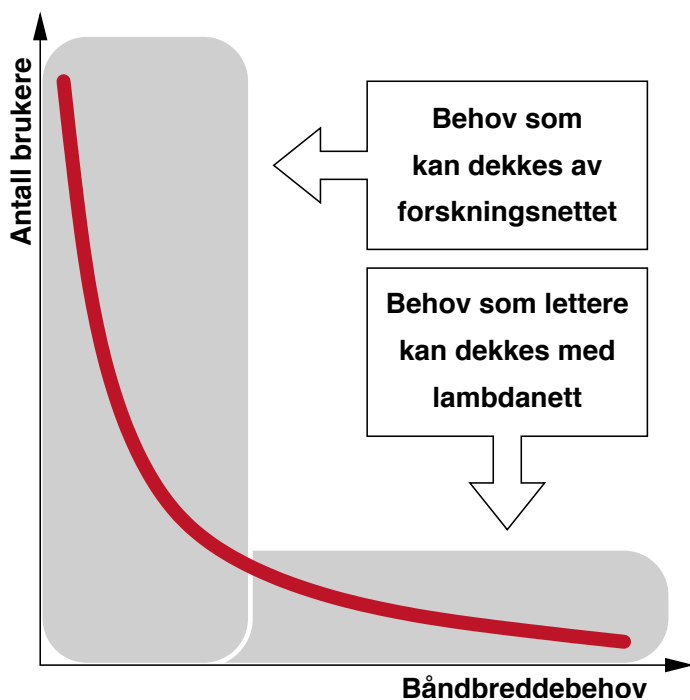 Antall brukere
Behov som
kan dekkes av
forskningsnettet
Behov som lettere
kan dekkes med
lambdanett
Båndbreddebehov